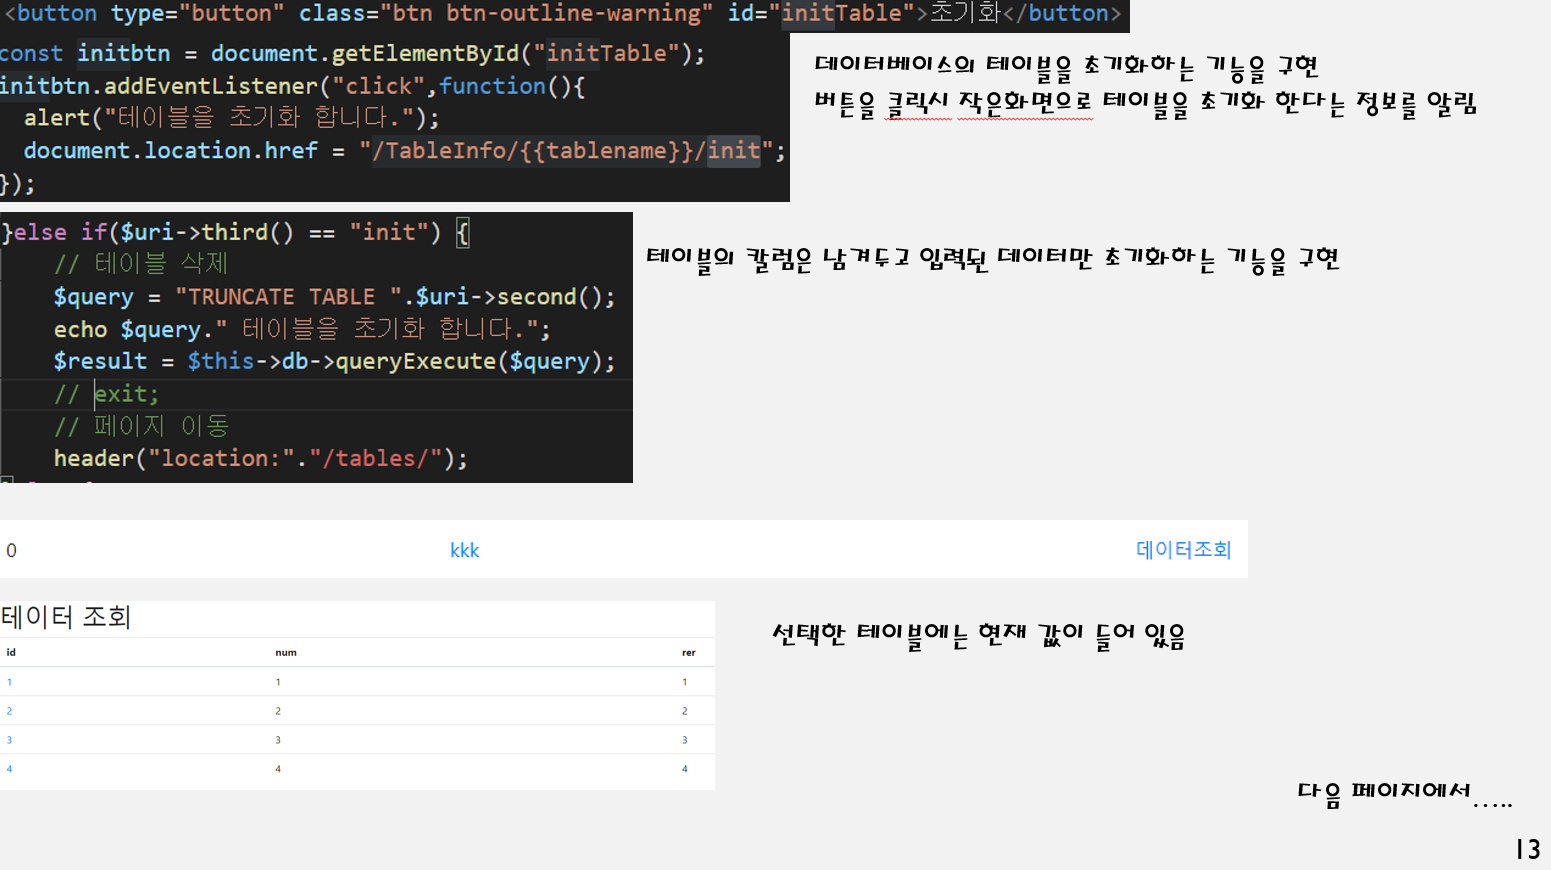 <button type="button" class="btn btn-outline-warning" id="initTable">초기화</button>
const initbtn = document.getElementById("initTable");
initbtn.addEventListener("click",function(){
alert("테이블을 초기화 합니다.");
document.location.href = "/TableInfo/{{tablename}}/init";
});
데이터베이스의 테이블을 초기화하는 기능을 구현
버튼을 클릭시 작은화면으로 테이블을 초기화 한다는 정보를 알림
}else if($uri->third() == "init") {
// 테이블 삭제
$query = "TRUNCATE TABLE ".$uri->second();
echo $query." 테이블을 초기화 합니다.";
$result = $this->db->queryExecute($query);
// exit;
// 페이지 이동
header("location:"."/tables/");
테이블의 칼럼은 남겨두고 입력된 데이터만 초기화하는 기능을 구현
0 kkk 데이터조회
테이터 조회
id num rer
1 1 1
2 2 2
3 3 3
4 4 4
선택한 테이블에는 현재 값이 들어 있음
다음 페이지에서.....
13